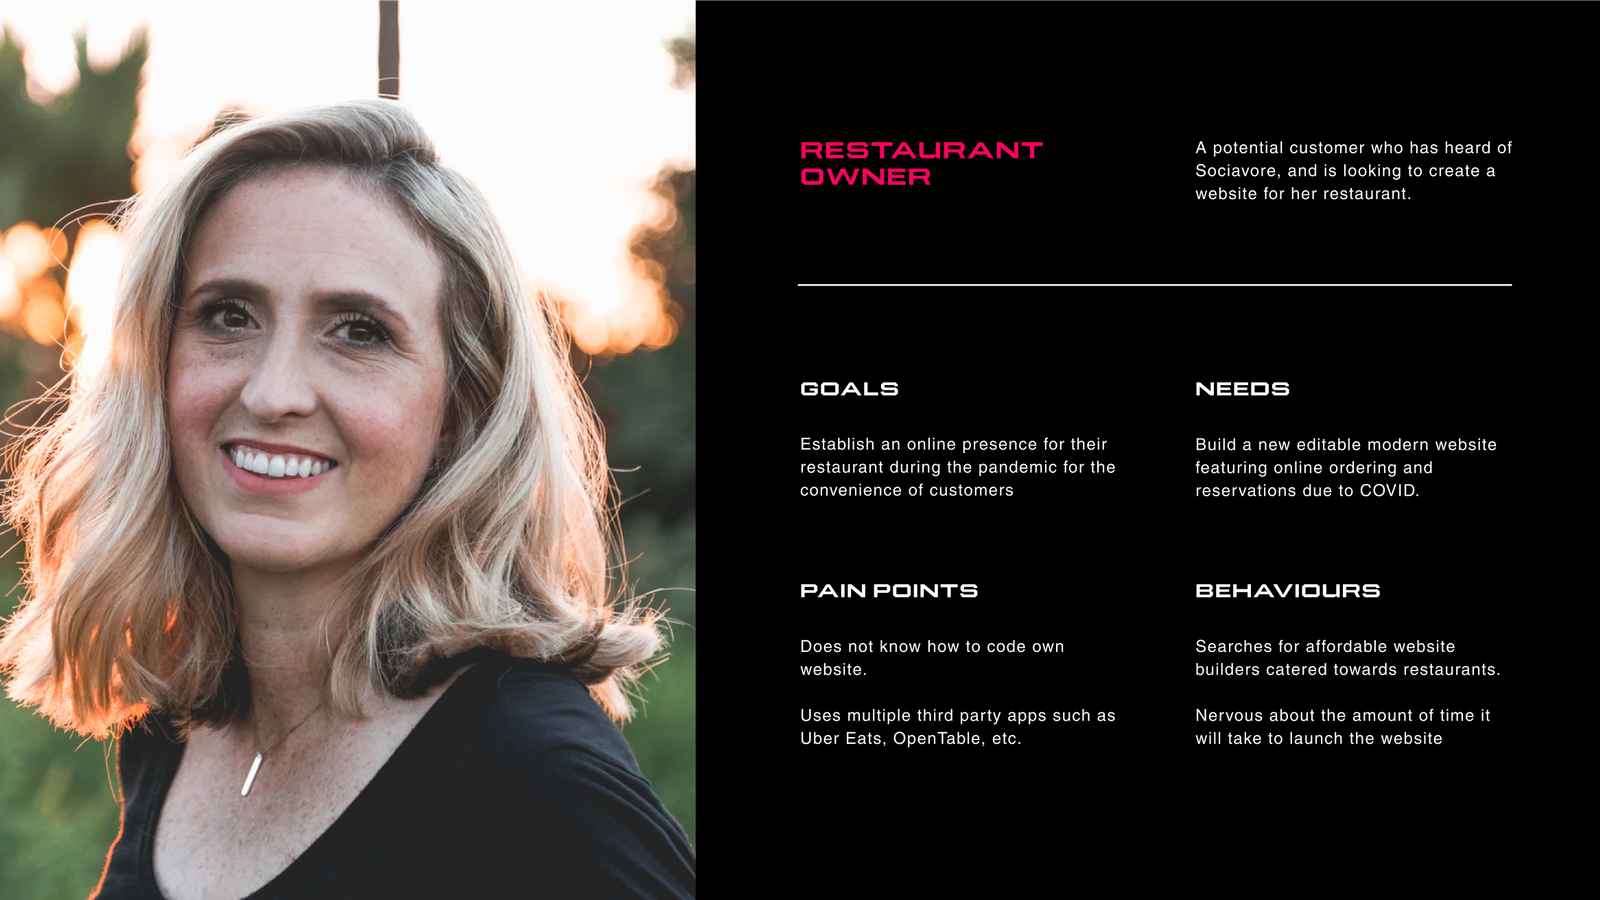 RESTAURANT
OWNER
A potential customer who has heard of
Sociavore, and is looking to create a
website for her restaurant.
GOALS
Establish an online presence for their
restaurant during the pandemic for the
convenience of customers
NEEDS
Build a new editable modern website
featuring online ordering and
reservations due to COVID.
PAIN POINTS
Does not know how to code own
website.
Uses multiple third party apps such as
Uber Eats, OpenTable, etc.
BEHAVIOURS
Searches for affordable website
builders catered towards restaurants.
Nervous about the amount of time it
will take to launch the website